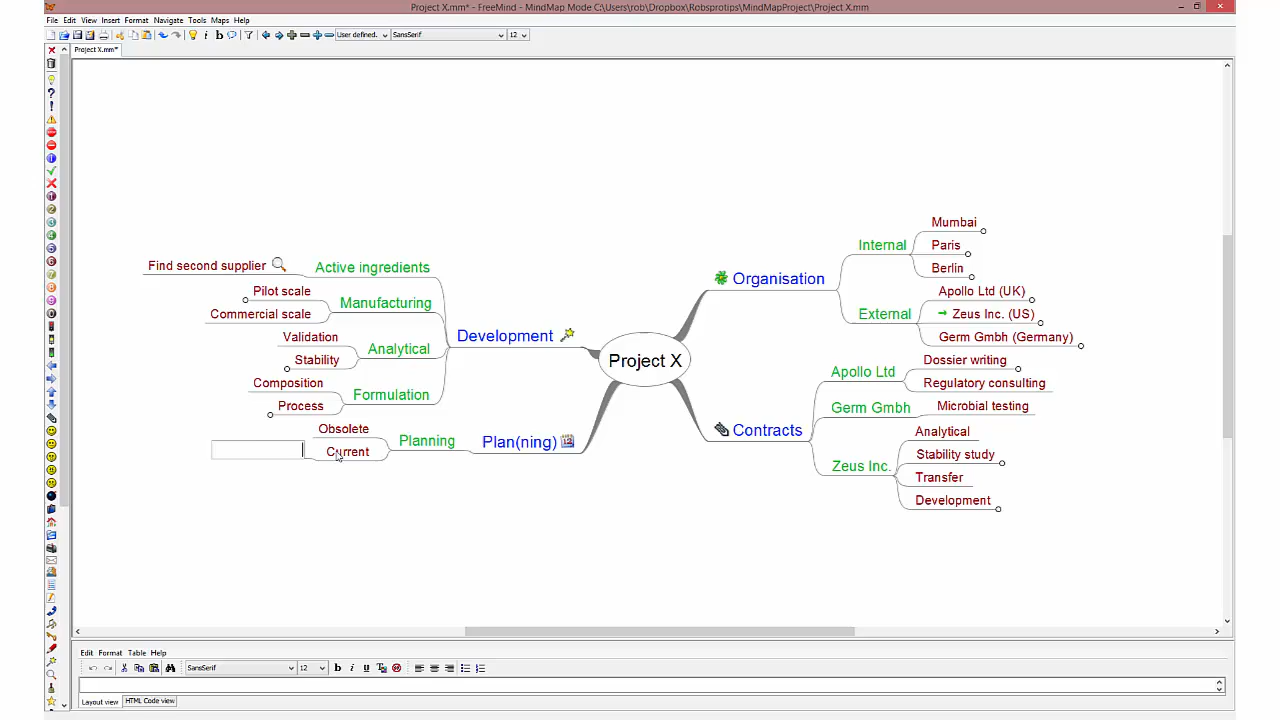 Project X.mm* - FreeMind - MindMap Mode C:\Users\rob\Dropbox\Robsprotips\MindMapProject\Project X.mm
File Edit View Insert Format Navigate Tools Maps Help
User defined. SansSerif 12
Project X.mm*
Mumbai
Internal
Paris
Berlin
Organisation
Apollo Ltd (UK)
External
Zeus Inc. (US)
Germ Gmbh (Germany)
Find second supplier
Active ingredients
Pilot scale
Manufacturing
Commercial scale
Validation
Analytical
Stability
Development
Composition
Formulation
Process
Project X
Dossier writing
Apollo Ltd
Regulatory consulting
Germ Gmbh
Microbial testing
Contracts
Analytical
Stability study
Zeus Inc.
Transfer
Development
Obsolete
Planning
Plan(ning)
Current
Edit Format Table Help
SansSerif 12
Layout view HTML Code view